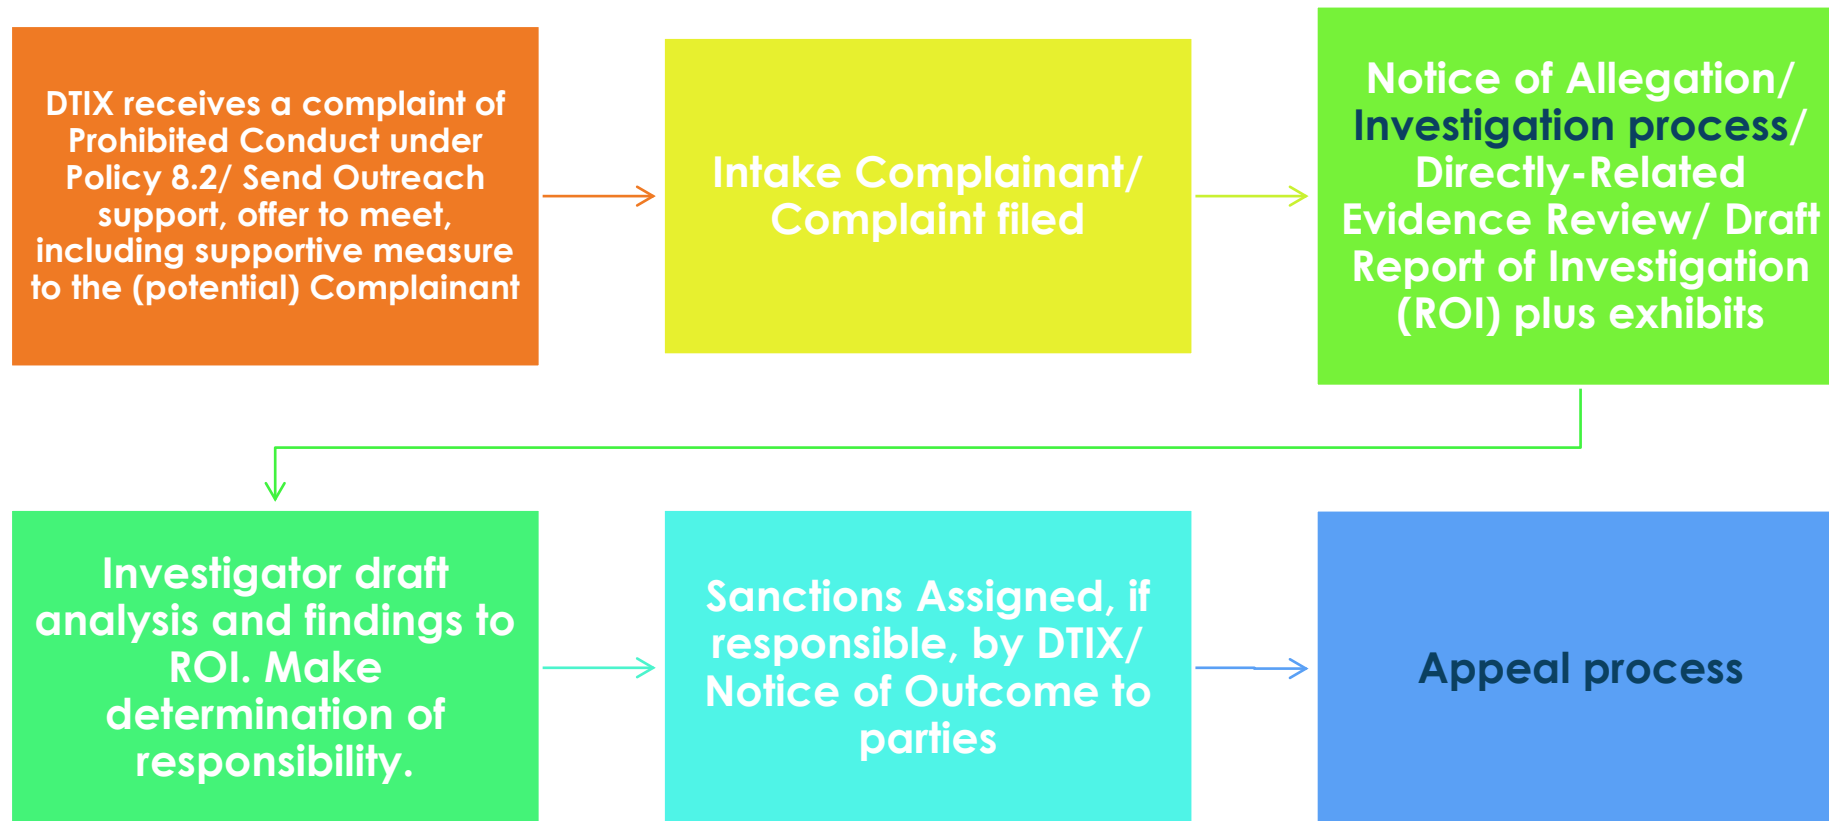 DTIX receives a complaint of
Prohibited Conduct under
Policy 8.2/ Send Outreach
support, offer to meet,
including supportive measure
to the (potential) Complainant
Intake Complainant/
Complaint filed
Notice of Allegation/
Investigation process/
Directly-Related
Evidence Review/ Draft
Report of Investigation
(ROI) plus exhibits
Investigator draft
analysis and findings to
ROI. Make
determination of
responsibility.
Sanctions Assigned, if
responsible, by DTIX/
Notice of Outcome to
parties
Appeal process